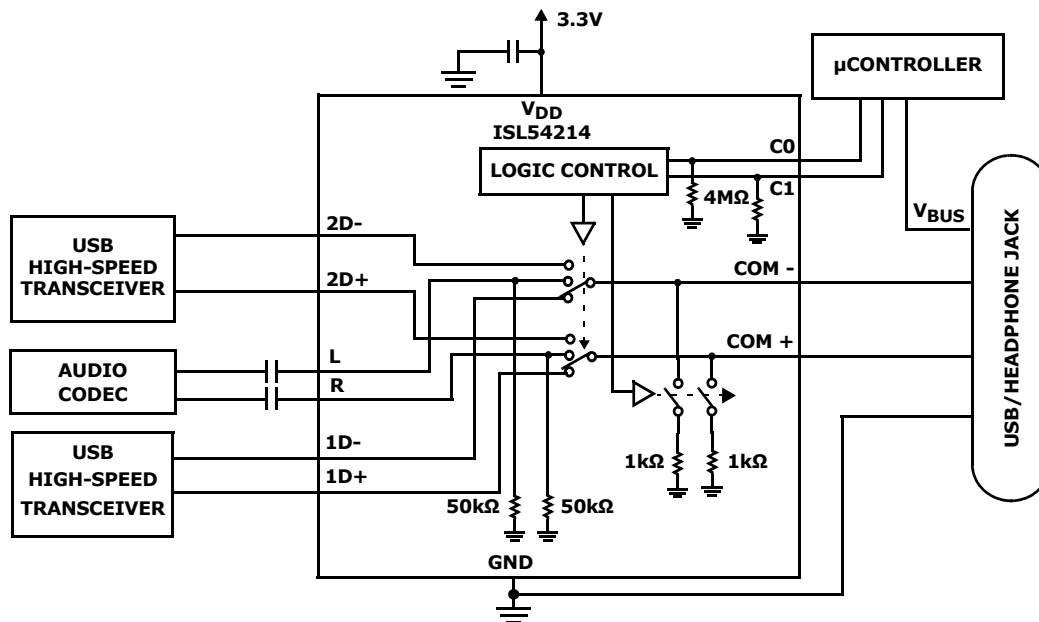 3.3V
µCONTROLLER
VDD
ISL54214
LOGIC CONTROL
C0
C1
4MΩ
VBUS
USB
HIGH-SPEED
TRANSCEIVER
2D-
2D+
COM -
COM +
USB/HEADPHONE JACK
AUDIO
CODEC
L
R
USB
HIGH-SPEED
TRANSCEIVER
1D-
1D+
50kΩ
50kΩ
1kΩ
1kΩ
GND